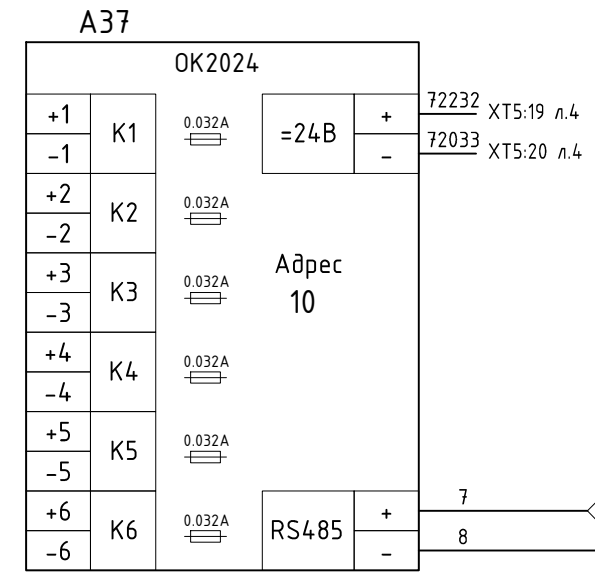 А37
ОК2024
+1
К1
-1
0.032А
=24В
+
-
72232 ХТ5:19 л.4
72033 ХТ5:20 л.4
+2
К2
-2
0.032А
+3
К3
-3
0.032А
Адрес
10
+4
К4
-4
0.032А
+5
К5
-5
0.032А
+6
К6
-6
0.032А
RS485
+
-
7
8